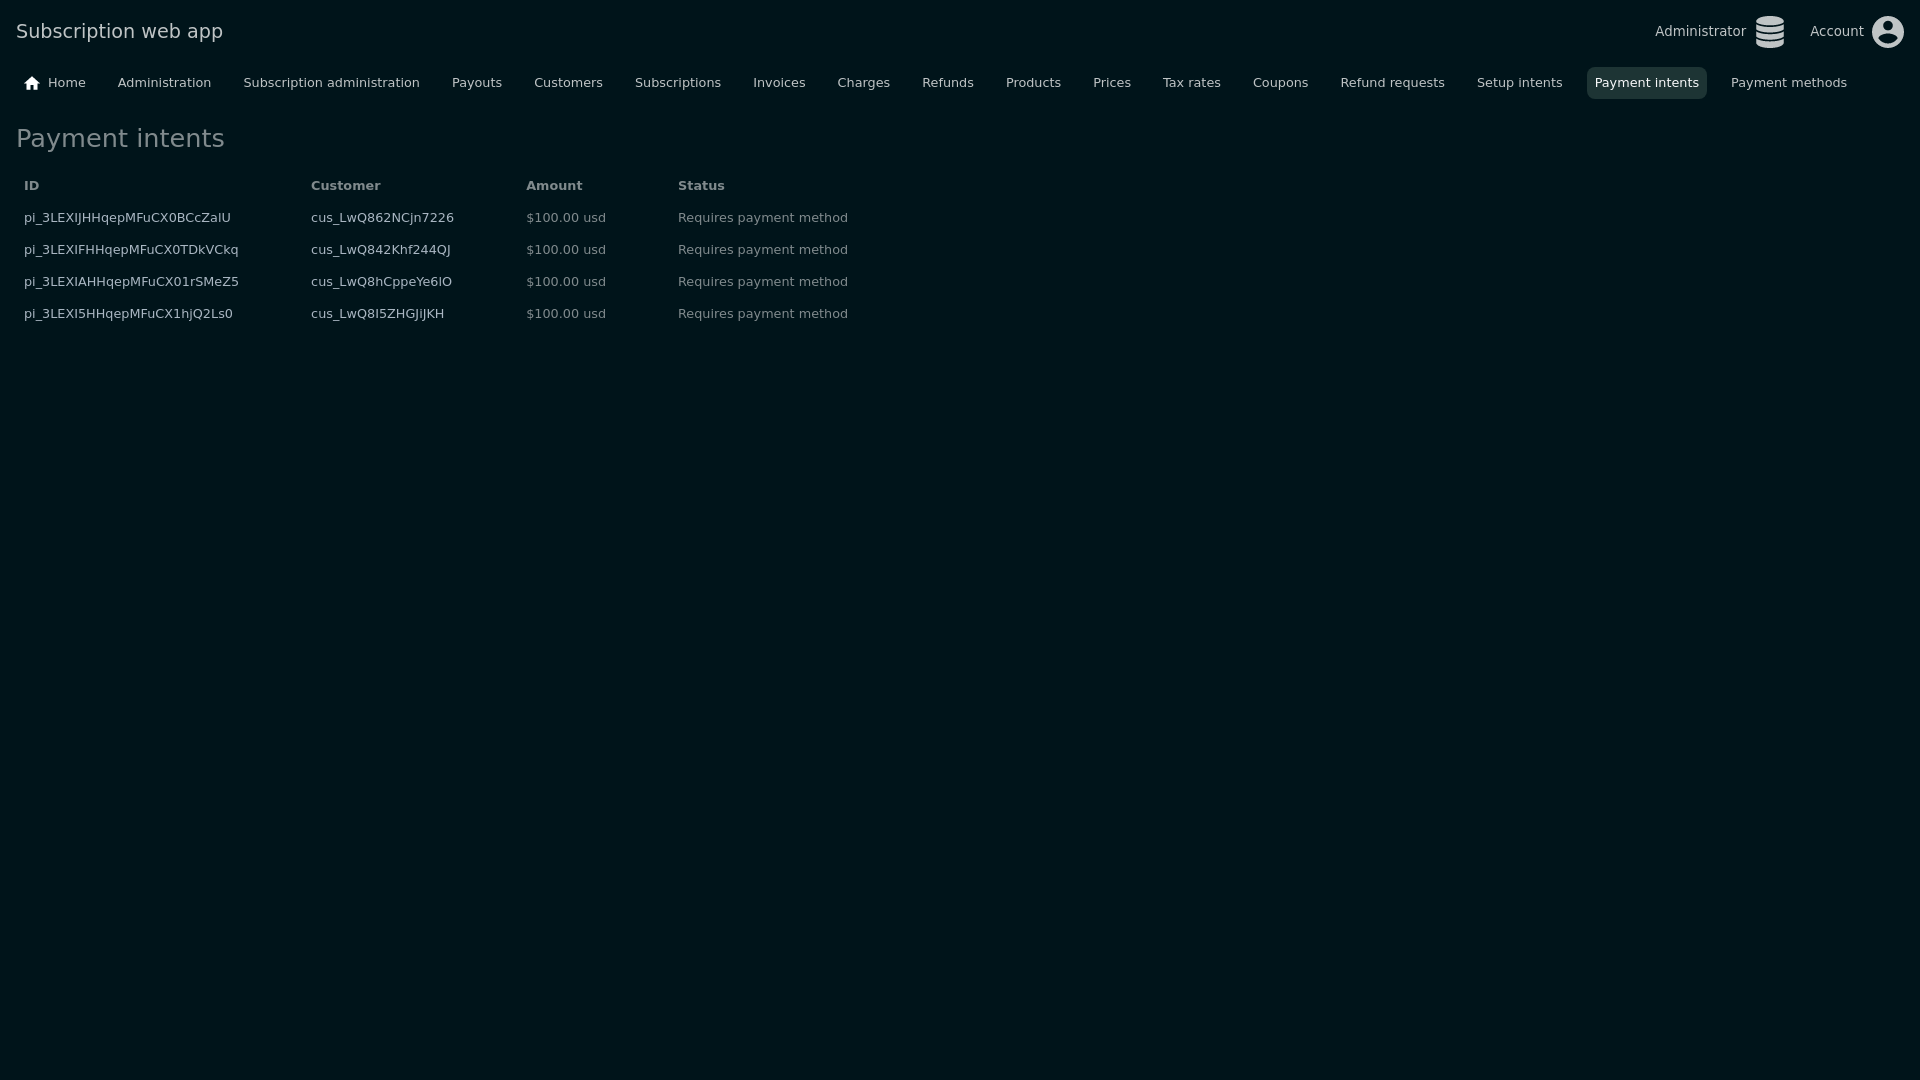 Subscription web app
Administrator
Account
Home Administration Subscription administration Payouts Customers Subscriptions Invoices Charges Refunds Products Prices Tax rates Coupons Refund requests Setup intents Payment intents Payment methods
Payment intents
ID Customer Amount Status
pi_3LEXIJHHqepMFuCX0BCcZalU cus_LwQ862NCjn7226 $100.00 usd Requires payment method
pi_3LEXIFHHqepMFuCX0TDkVCkq cus_LwQ842Khf244QJ $100.00 usd Requires payment method
pi_3LEXIAHHqepMFuCX01rSMeZ5 cus_LwQ8hCppeYe6IO $100.00 usd Requires payment method
pi_3LEXI5HHqepMFuCX1hjQ2Ls0 cus_LwQ8I5ZHGJiJKH $100.00 usd Requires payment method